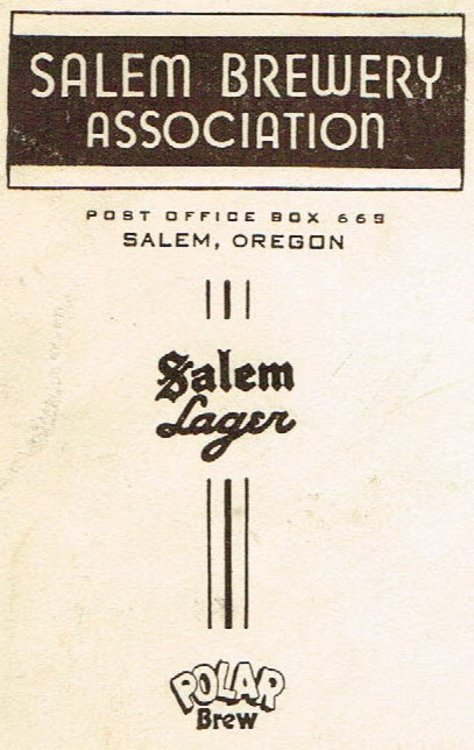 SALEM BREWERY
ASSOCIATION
POST OFFICE BOX 669
SALEM, OREGON
Salem
Lager
POLAR
Brew